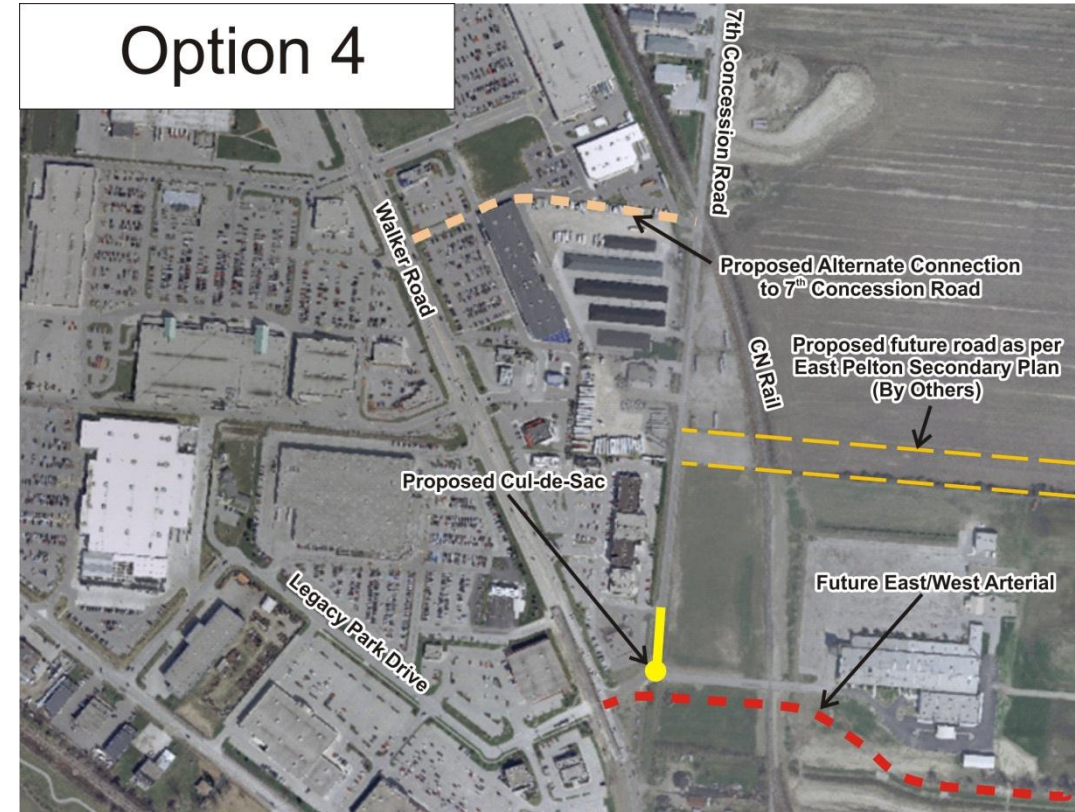 Option 4
7th Concession Road
Walker Road
Proposed Alternate Connection
to 7th Concession Road
CN Rail
Proposed future road as per
East Pelton Secondary Plan
(By Others)
Proposed Cul-de-Sac
Future East/West Arterial
Legacy Park Drive